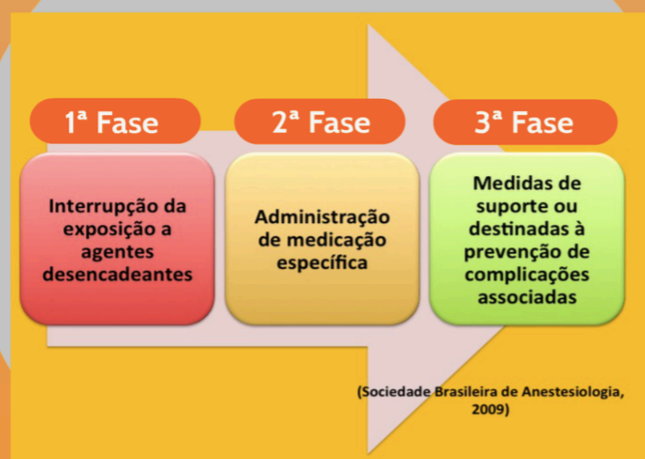 1ª Fase
Interrupção da
exposição a
agentes
desencadeantes
2ª Fase
Administração
de medicação
específica
3ª Fase
Medidas de
suporte ou
destinadas à
prevenção de
complicações
associadas
(Sociedade Brasileira de Anestesiologia,
2009)